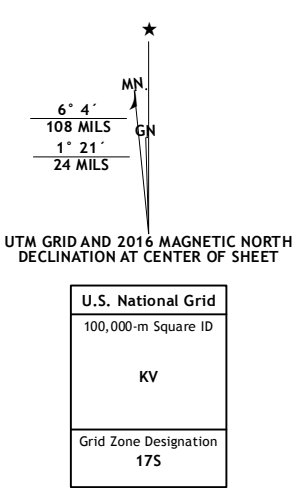 ★
MN.
6° 4´
108 MILS
GN
1° 21´
24 MILS
UTM GRID AND 2016 MAGNETIC NORTH
DECLINATION AT CENTER OF SHEET
U.S. National Grid
100,000-m Square ID
KV
Grid Zone Designation
17S